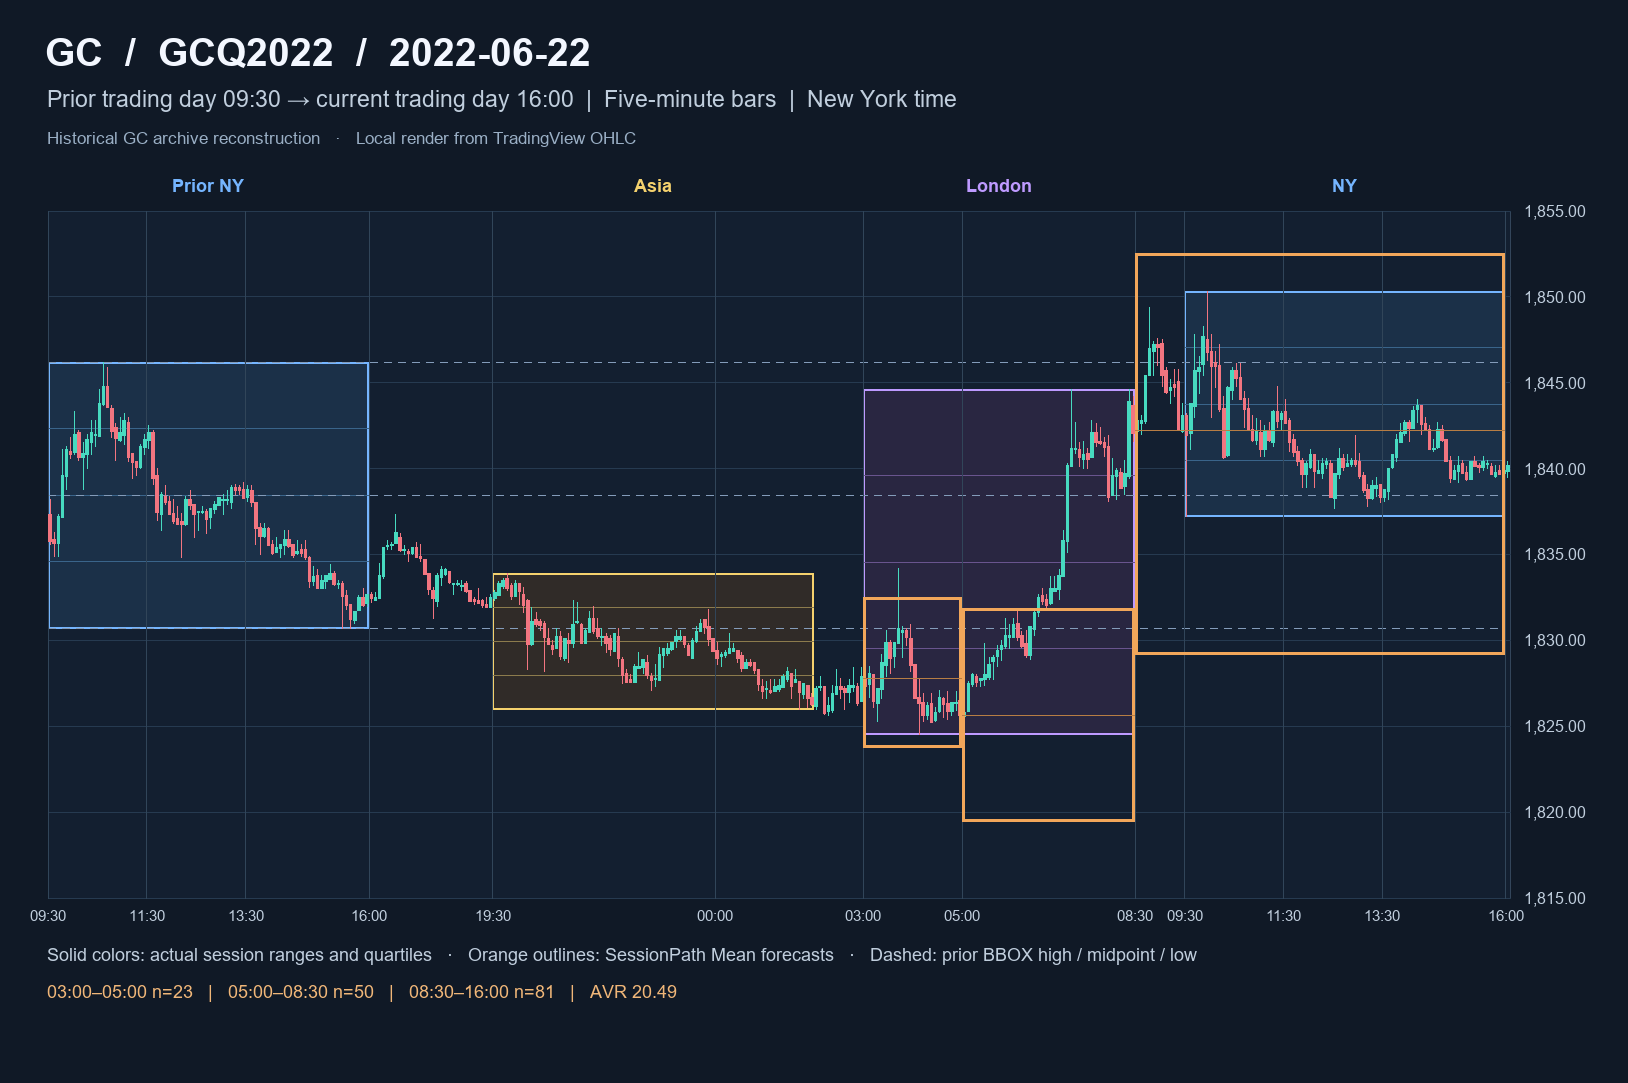 GC / GCQ2022 / 2022-06-22
Prior trading day 09:30 → current trading day 16:00 | Five-minute bars | New York time
Historical GC archive reconstruction · Local render from TradingView OHLC
Prior NY Asia London NY
1,855.00
1,850.00
1,845.00
1,840.00
1,835.00
1,830.00
1,825.00
1,820.00
1,815.00
09:30 11:30 13:30 16:00 19:30 00:00 03:00 05:00 08:30 09:30 11:30 13:30 16:00
Solid colors: actual session ranges and quartiles · Orange outlines: SessionPath Mean forecasts · Dashed: prior BBOX high / midpoint / low
03:00–05:00 n=23 | 05:00–08:30 n=50 | 08:30–16:00 n=81 | AVR 20.49